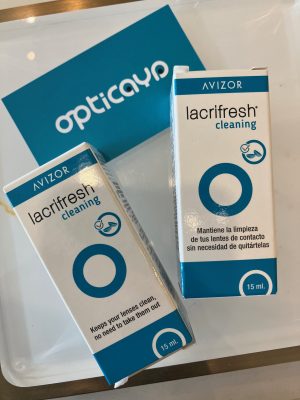 opticayo
AVIZOR
lacrifresh®
cleaning
Mantiene la limpieza
de tus lentes de contacto
sin necesidad de quitártelas
15 ml.
AVIZOR
lacrifresh®
cleaning
Keeps your lenses clean,
no need to take them out
15 ml.